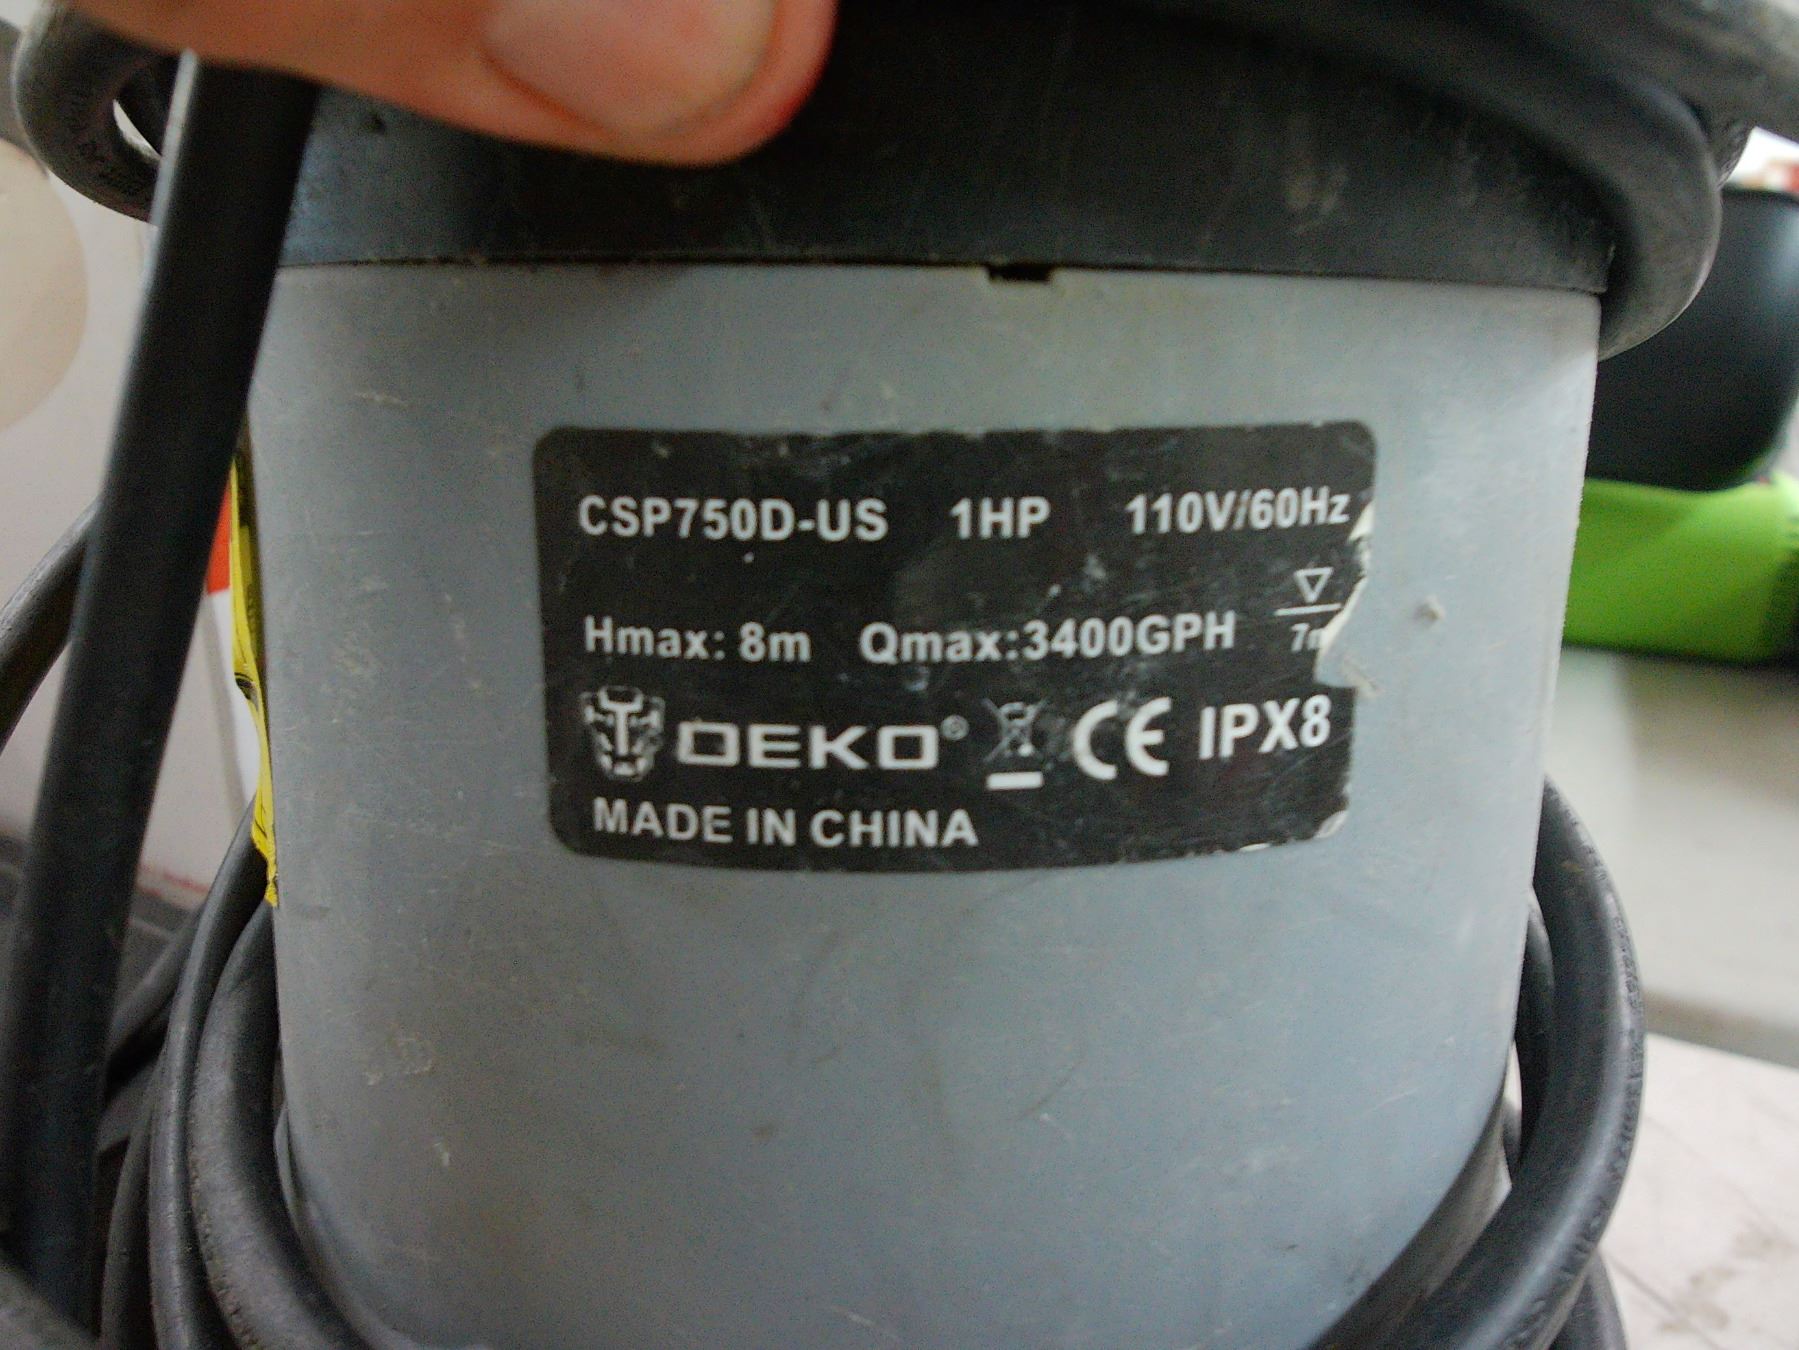 CSP750D-US 1HP 110V/60Hz
Hmax: 8m Qmax:3400GPH
DEKO® CE IPX8
MADE IN CHINA